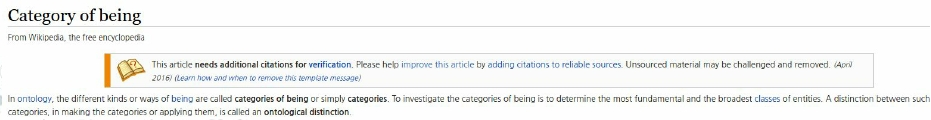 Category of being
From Wikipedia, the free encyclopedia
This article needs additional citations for verification. Please help improve this article by adding citations to reliable sources. Unsourced material may be challenged and removed. (April
2016) (Learn how and when to remove this template message)
In ontology, the different kinds or ways of being are called categories of being or simply categories. To investigate the categories of being is to determine the most fundamental and the broadest classes of entities. A distinction between such
categories, in making the categories or applying them, is called an ontological distinction.